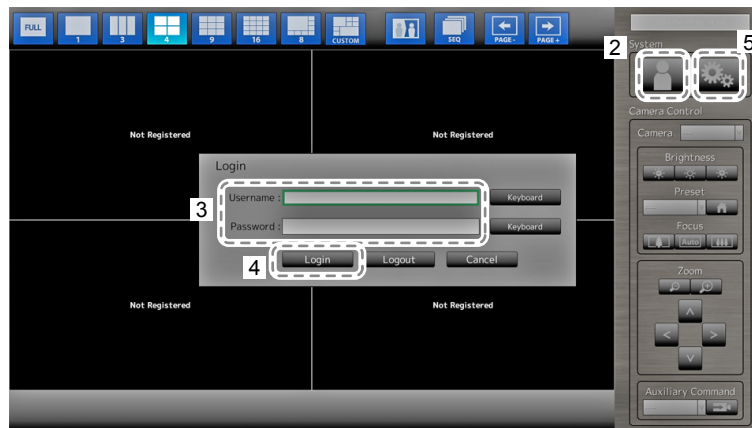 FULL
1
3
4
9
16
8
CUSTOM
SEQ
PAGE-
PAGE+
2
System
5
Camera Control
Camera
Not Registered
Not Registered
Brightness
Login
Preset
3
Username :
Keyboard
Password :
Keyboard
Focus
Auto
4
Login
Logout
Cancel
Zoom
Not Registered
Not Registered
Auxiliary Command